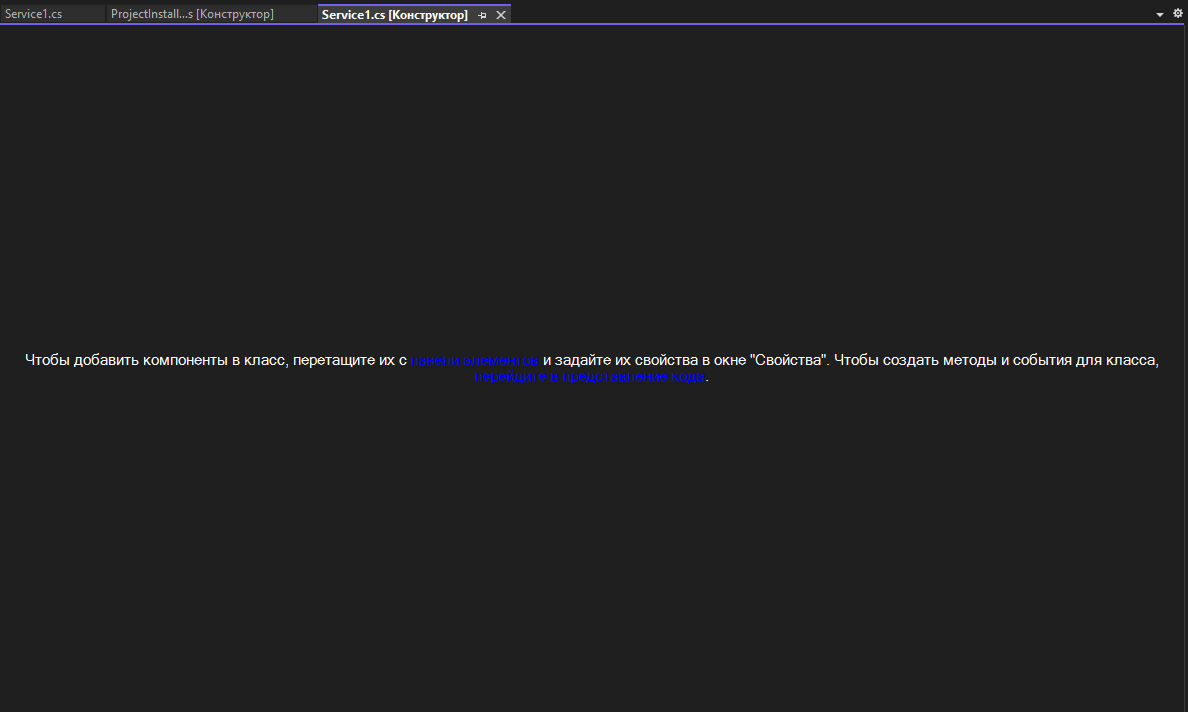 Service1.cs
ProjectInstall...s [Конструктор]
Service1.cs [Конструктор]
Чтобы добавить компоненты в класс, перетащите их с панели элементов и задайте их свойства в окне "Свойства". Чтобы создать методы и события для класса,
перейдите в представление кода.